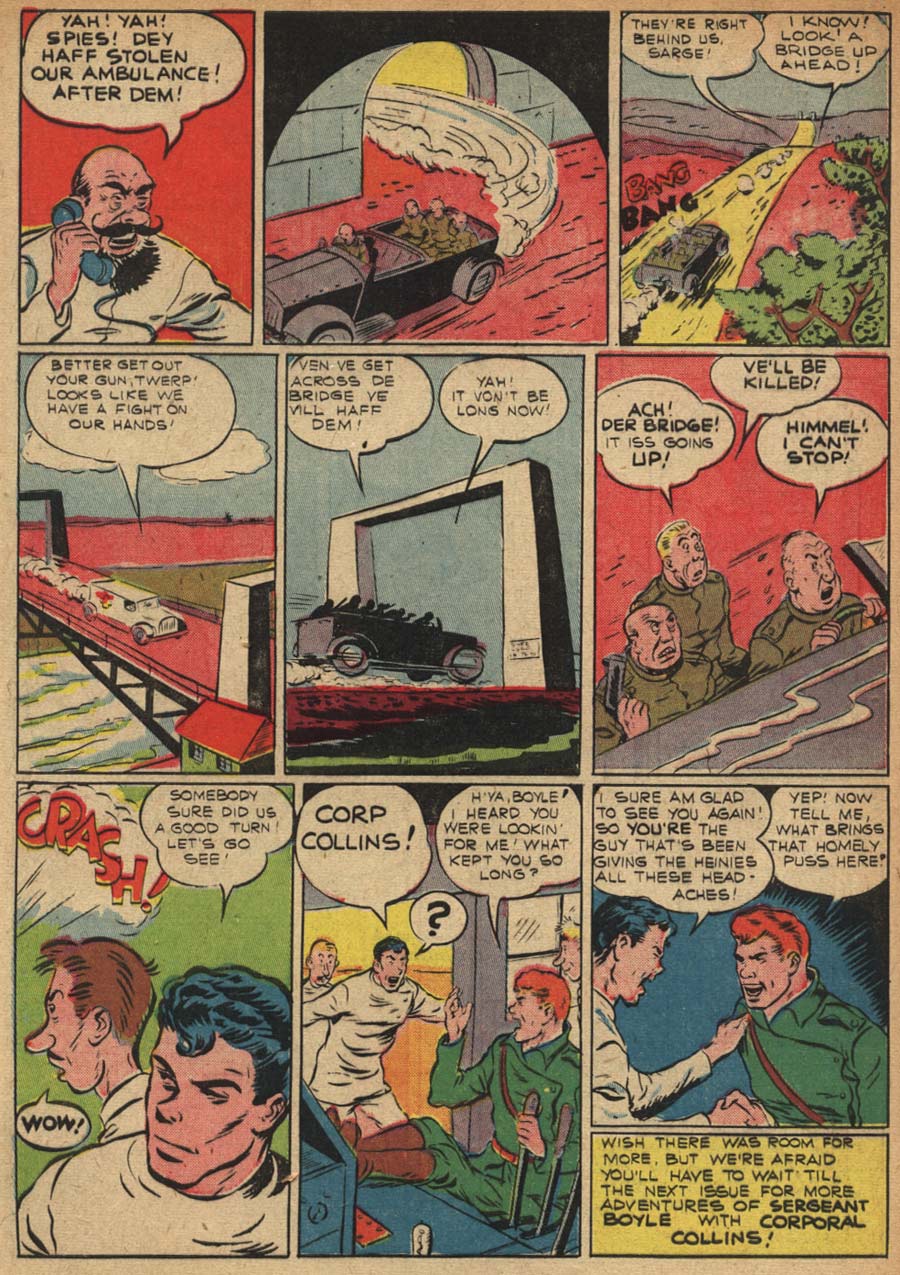 YAH! YAH!
SPIES! DEY
HAFF STOLEN
OUR AMBULANCE!
AFTER DEM!
THEY'RE RIGHT
BEHIND US,
SARGE!
I KNOW!
LOOK! A
BRIDGE UP
AHEAD!
BANG
BANG
BETTER GET OUT
YOUR GUN, TWERP!
LOOKS LIKE WE
HAVE A FIGHT ON
OUR HANDS!
VEN VE GET
ACROSS DE
BRIDGE VE
VILL HAFF
DEM!
YAH!
IT VON'T BE
LONG NOW!
ACH!
DER BRIDGE!
IT ISS GOING
UP!
VE'LL BE
KILLED!
HIMMEL!
I CAN'T
STOP!
CRASH!
SOMEBODY
SURE DID US
A GOOD TURN!
LET'S GO
SEE!
WOW!
CORP
COLLINS!
?
H'YA, BOYLE!
I HEARD YOU
WERE LOOKIN'
FOR ME! WHAT
KEPT YOU SO
LONG?
I SURE AM GLAD
TO SEE YOU AGAIN!
SO YOU'RE THE
GUY THAT'S BEEN
GIVING THE HEINIES
ALL THESE HEAD-
ACHES!
YEP! NOW
TELL ME,
WHAT BRINGS
THAT HOMELY
PUSS HERE?
WISH THERE WAS ROOM FOR
MORE, BUT WE'RE AFRAID
YOU'LL HAVE TO WAIT 'TILL
THE NEXT ISSUE FOR MORE
ADVENTURES OF SERGEANT
BOYLE WITH CORPORAL
COLLINS!